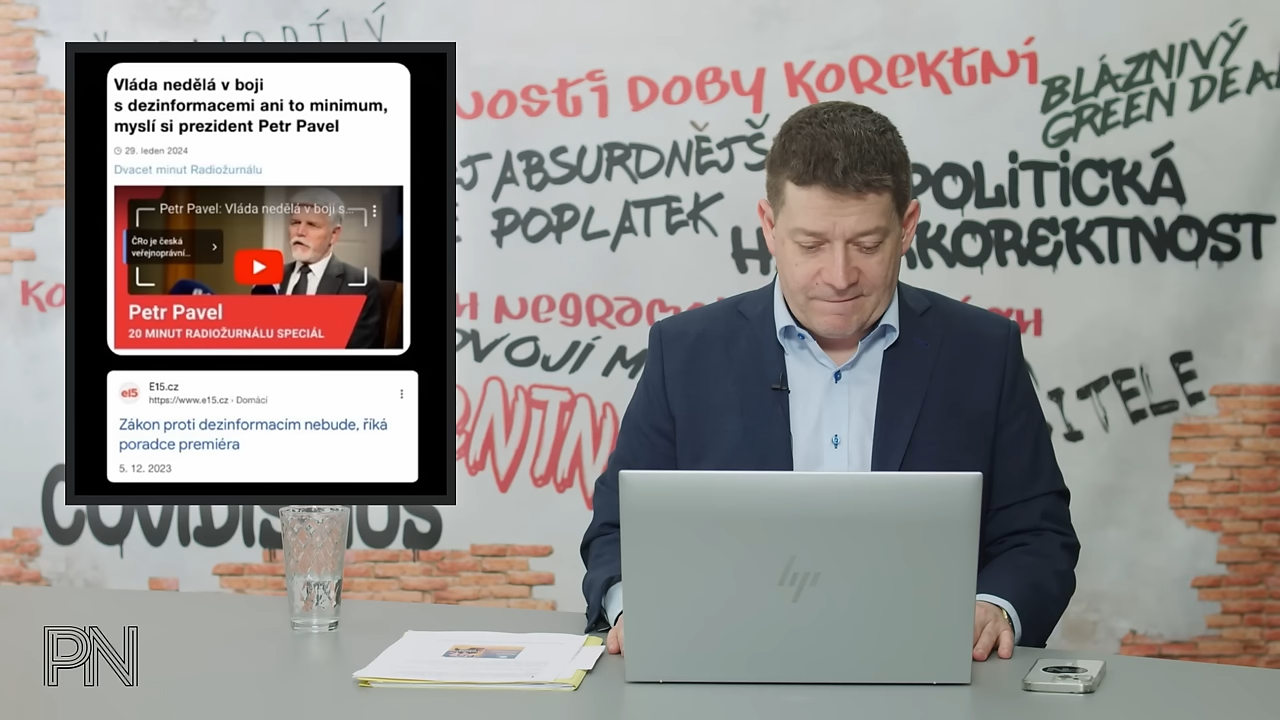 Vláda nedělá v boji
s dezinformacemi ani to minimum,
myslí si prezident Petr Pavel
29. leden 2024
Dvacet minut Radiožurnálu
Petr Pavel: Vláda nedělá v boji s...
ČRo je česká
veřejnoprávní...
Petr Pavel
20 MINUT RADIOŽURNÁLU SPECIÁL
e15
E15.cz
https://www.e15.cz › Domácí
Zákon proti dezinformacím nebude, říká
poradce premiéra
5. 12. 2023
DOBY KOREKTNÍ
BLÁZNIVÝ
GREEN DEA
ABSURDNĚJŠ
POPLATEK
POLITICKÁ
KOREKTNOST
hp
PN